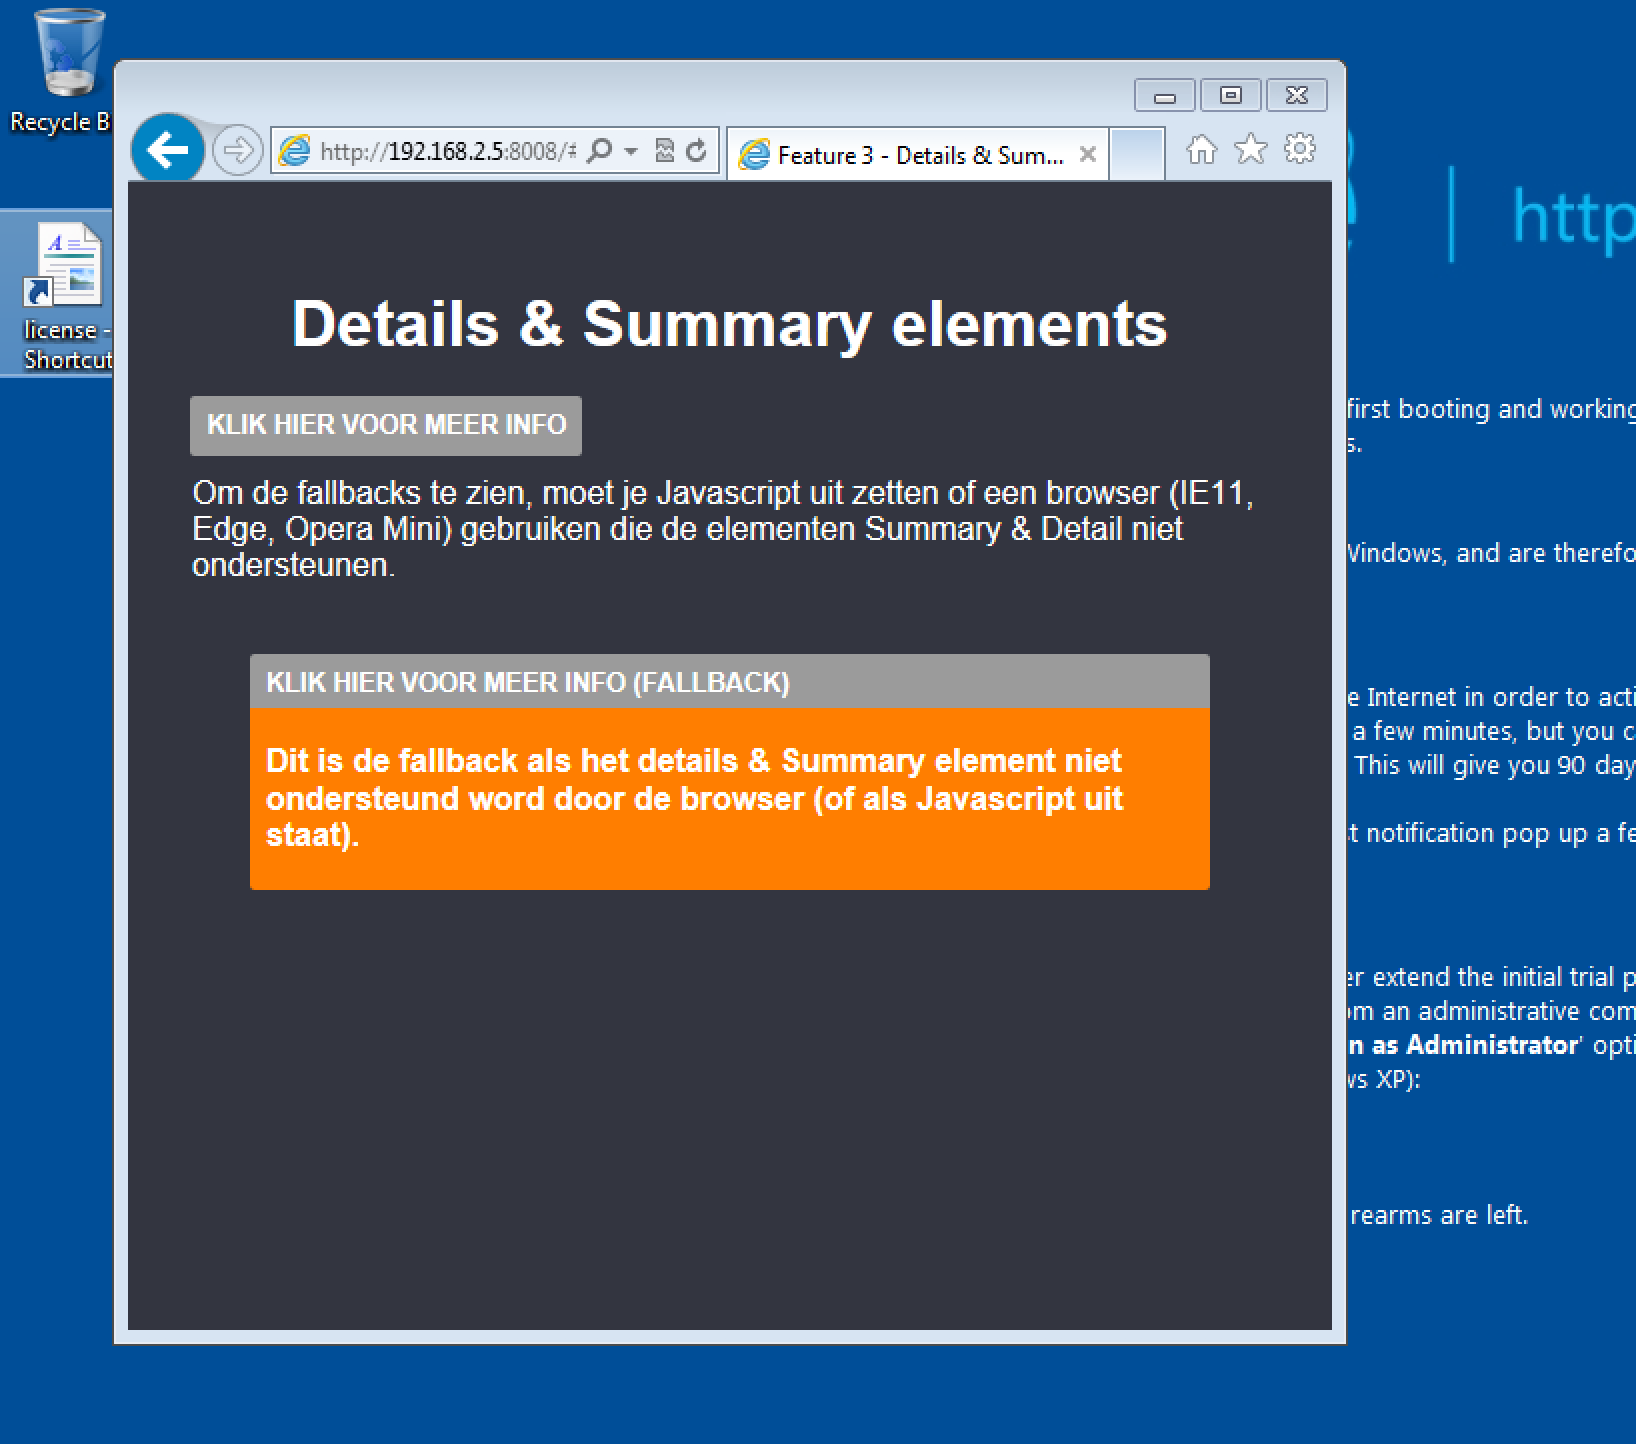 Recycle B
license -
Shortcut
http://192.168.2.5:8008/#
Feature 3 - Details & Sum...
http
Details & Summary elements
KLIK HIER VOOR MEER INFO
Om de fallbacks te zien, moet je Javascript uit zetten of een browser (IE11,
Edge, Opera Mini) gebruiken die de elementen Summary & Detail niet
ondersteunen.
KLIK HIER VOOR MEER INFO (FALLBACK)
Dit is de fallback als het details & Summary element niet
ondersteund word door de browser (of als Javascript uit
staat).
first booting and working
s.
Windows, and are therefo
e Internet in order to acti
a few minutes, but you c
This will give you 90 day
t notification pop up a fe
er extend the initial trial p
om an administrative com
n as Administrator' opti
ws XP):
rearms are left.